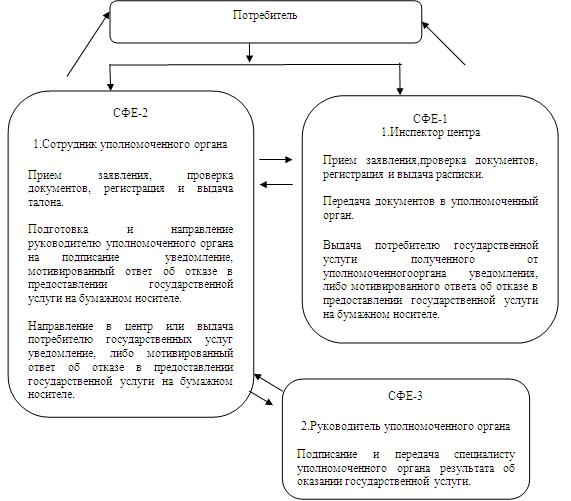 Потребитель
СФЕ-2
1.Сотрудник уполномоченного органа
Прием заявления, проверка
документов, регистрация и выдача
талона.
Подготовка и направление
руководителю уполномоченного органа
на подписание уведомление,
мотивированный ответ об отказе в
предоставлении государственной
услуги на бумажном носителе.
Направление в центр или выдача
потребителю государственных услуг
уведомление, либо мотивированный
ответ об отказе в предоставлении
государственной услуги на бумажном
носителе.
СФЕ-1
1.Инспектор центра
Прием заявления,проверка документов,
регистрация и выдача расписки.
Передача документов в уполномоченный
орган.
Выдача потребителю государственной
услуги полученного от
уполномоченногооргана уведомления,
либо мотивированного ответа об отказе в
предоставлении государственной услуги
на бумажном носителе.
СФЕ-3
2.Руководитель уполномоченного органа
Подписание и передача специалисту
уполномоченного органа результата об
оказании государственной услуги.